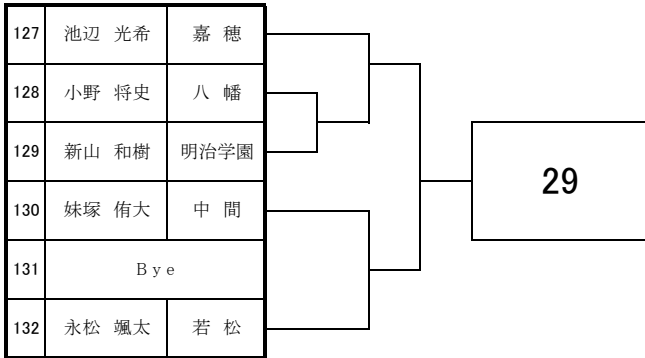 127 池辺 光希 嘉 穂
128 小野 将史 八 幡
129 新山 和樹 明治学園
130 妹塚 侑大 中 間
131 Bye
132 永松 颯太 若 松
29